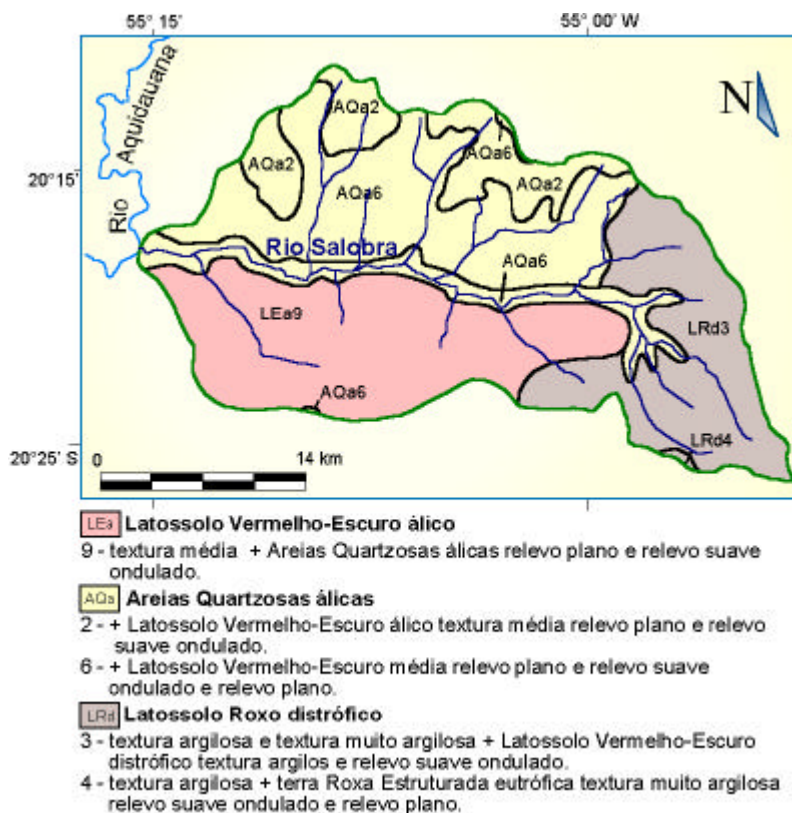 55° 15´
55° 00´ W
N
Rio Aquidauana
20°15´
20°25´ S
AQa2
AQa2
AQa6
AQa2
AQa6
Rio Salobra
AQa6
LEa9
LRd3
AQa6
LRd4
0
14 km
LEa Latossolo Vermelho-Escuro álico
9 - textura média + Areias Quartzosas álicas relevo plano e relevo suave
ondulado.
AQa Areias Quartzosas álicas
2 - + Latossolo Vermelho-Escuro álico textura média relevo plano e relevo
suave ondulado.
6 - + Latossolo Vermelho-Escuro média relevo plano e relevo suave
ondulado e relevo plano.
LRd Latossolo Roxo distrófico
3 - textura argilosa e textura muito argilosa + Latossolo Vermelho-Escuro
distrófico textura argilos e relevo suave ondulado.
4 - textura argilosa + terra Roxa Estruturada eutrófica textura muito argilosa
relevo suave ondulado e relevo plano.